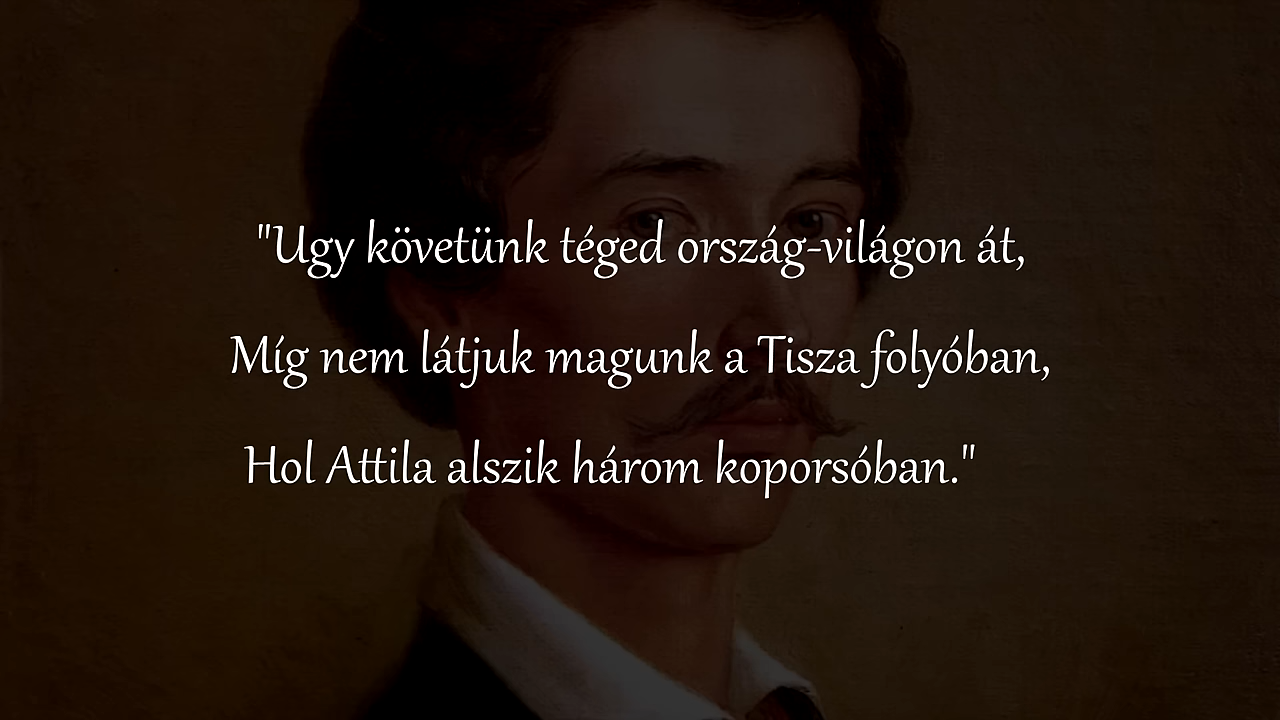 "Ugy követünk téged ország-világon át,
Míg nem látjuk magunk a Tisza folyóban,
Hol Attila alszik három koporsóban."